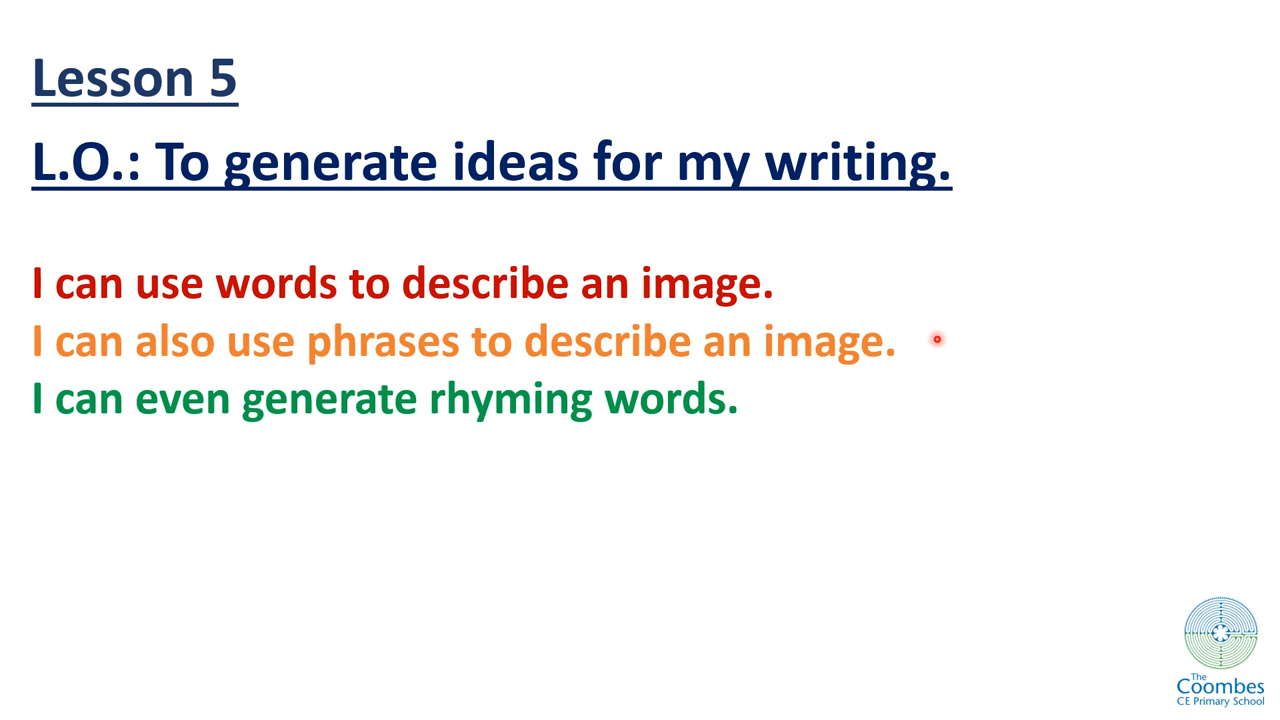 Lesson 5
L.O.: To generate ideas for my writing.
I can use words to describe an image.
I can also use phrases to describe an image.
I can even generate rhyming words.
The
Coombes
CE Primary School